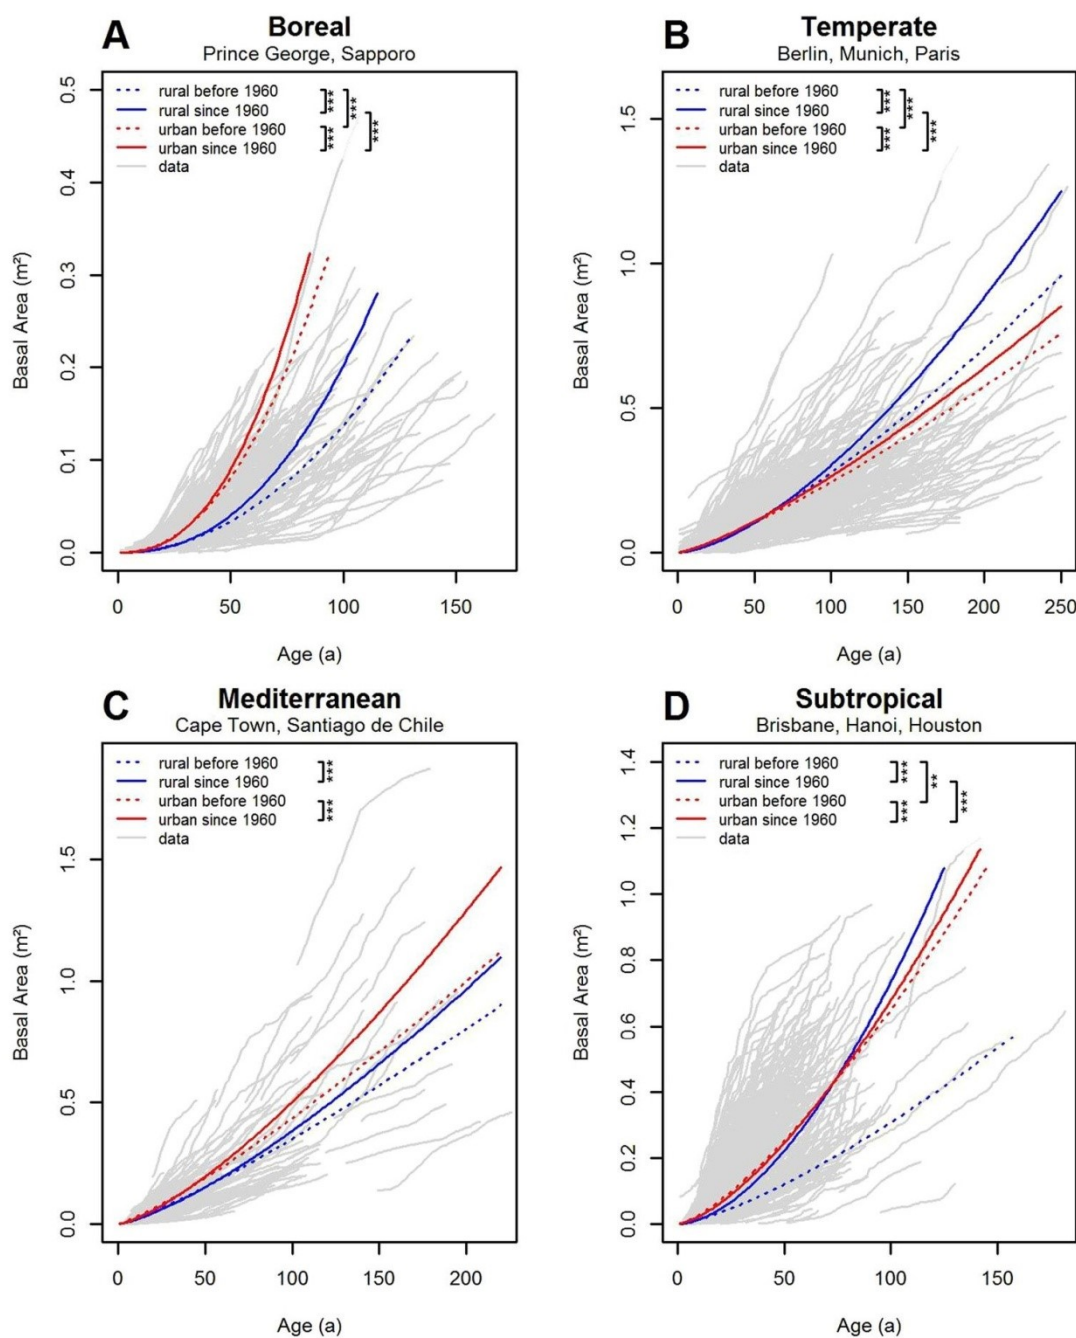 A
Boreal
Prince George, Sapporo
rural before 1960
rural since 1960
urban before 1960
urban since 1960
data
***
***
***
***
Basal Area (m²)
0.5
0.4
0.3
0.2
0.1
0.0
0 50 100 150
Age (a)
B
Temperate
Berlin, Munich, Paris
rural before 1960
rural since 1960
urban before 1960
urban since 1960
data
***
***
***
***
Basal Area (m²)
1.5
1.0
0.5
0.0
0 50 100 150 200 250
Age (a)
C
Mediterranean
Cape Town, Santiago de Chile
rural before 1960
rural since 1960
urban before 1960
urban since 1960
data
***
***
Basal Area (m²)
1.5
1.0
0.5
0.0
0 50 100 150 200
Age (a)
D
Subtropical
Brisbane, Hanoi, Houston
rural before 1960
rural since 1960
urban before 1960
urban since 1960
data
***
***
**
***
Basal Area (m²)
1.4
1.2
1.0
0.8
0.6
0.4
0.2
0.0
0 50 100 150
Age (a)